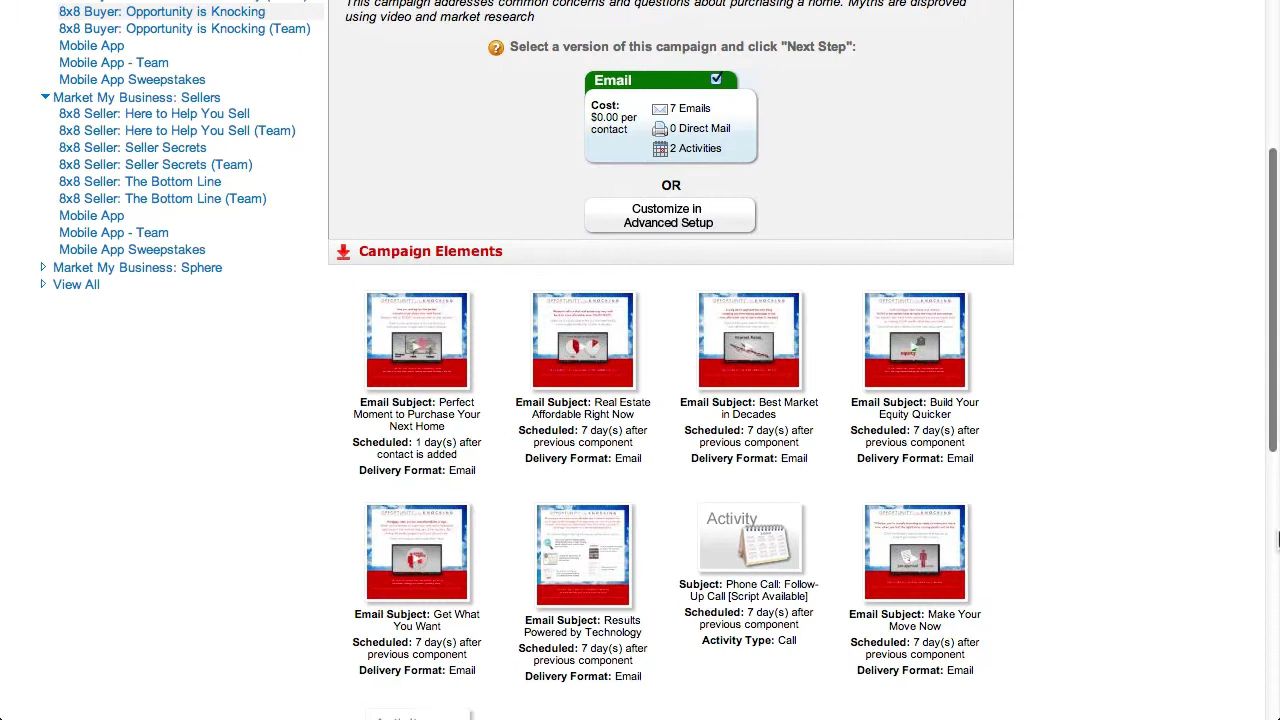 This campaign addresses common concerns and questions about purchasing a home. Myths are disproved
using video and market research
8x8 Buyer: Opportunity is Knocking
8x8 Buyer: Opportunity is Knocking (Team)
Mobile App
Mobile App - Team
Mobile App Sweepstakes
Market My Business: Sellers
8x8 Seller: Here to Help You Sell
8x8 Seller: Here to Help You Sell (Team)
8x8 Seller: Seller Secrets
8x8 Seller: Seller Secrets (Team)
8x8 Seller: The Bottom Line
8x8 Seller: The Bottom Line (Team)
Mobile App
Mobile App - Team
Mobile App Sweepstakes
Market My Business: Sphere
View All
Select a version of this campaign and click "Next Step":
Email
Cost:
$0.00 per
contact
7 Emails
0 Direct Mail
2 Activities
OR
Customize in
Advanced Setup
Campaign Elements
Email Subject: Perfect
Moment to Purchase Your
Next Home
Scheduled: 1 day(s) after
contact is added
Delivery Format: Email
Email Subject: Real Estate
Affordable Right Now
Scheduled: 7 day(s) after
previous component
Delivery Format: Email
Email Subject: Best Market
in Decades
Scheduled: 7 day(s) after
previous component
Delivery Format: Email
Email Subject: Build Your
Equity Quicker
Scheduled: 7 day(s) after
previous component
Delivery Format: Email
Email Subject: Get What
You Want
Scheduled: 7 day(s) after
previous component
Delivery Format: Email
Email Subject: Results
Powered by Technology
Scheduled: 7 day(s) after
previous component
Delivery Format: Email
Activity
Subject: Phone Call: Follow-
Up Call [Script Available]
Scheduled: 7 day(s) after
previous component
Activity Type: Call
Email Subject: Make Your
Move Now
Scheduled: 7 day(s) after
previous component
Delivery Format: Email